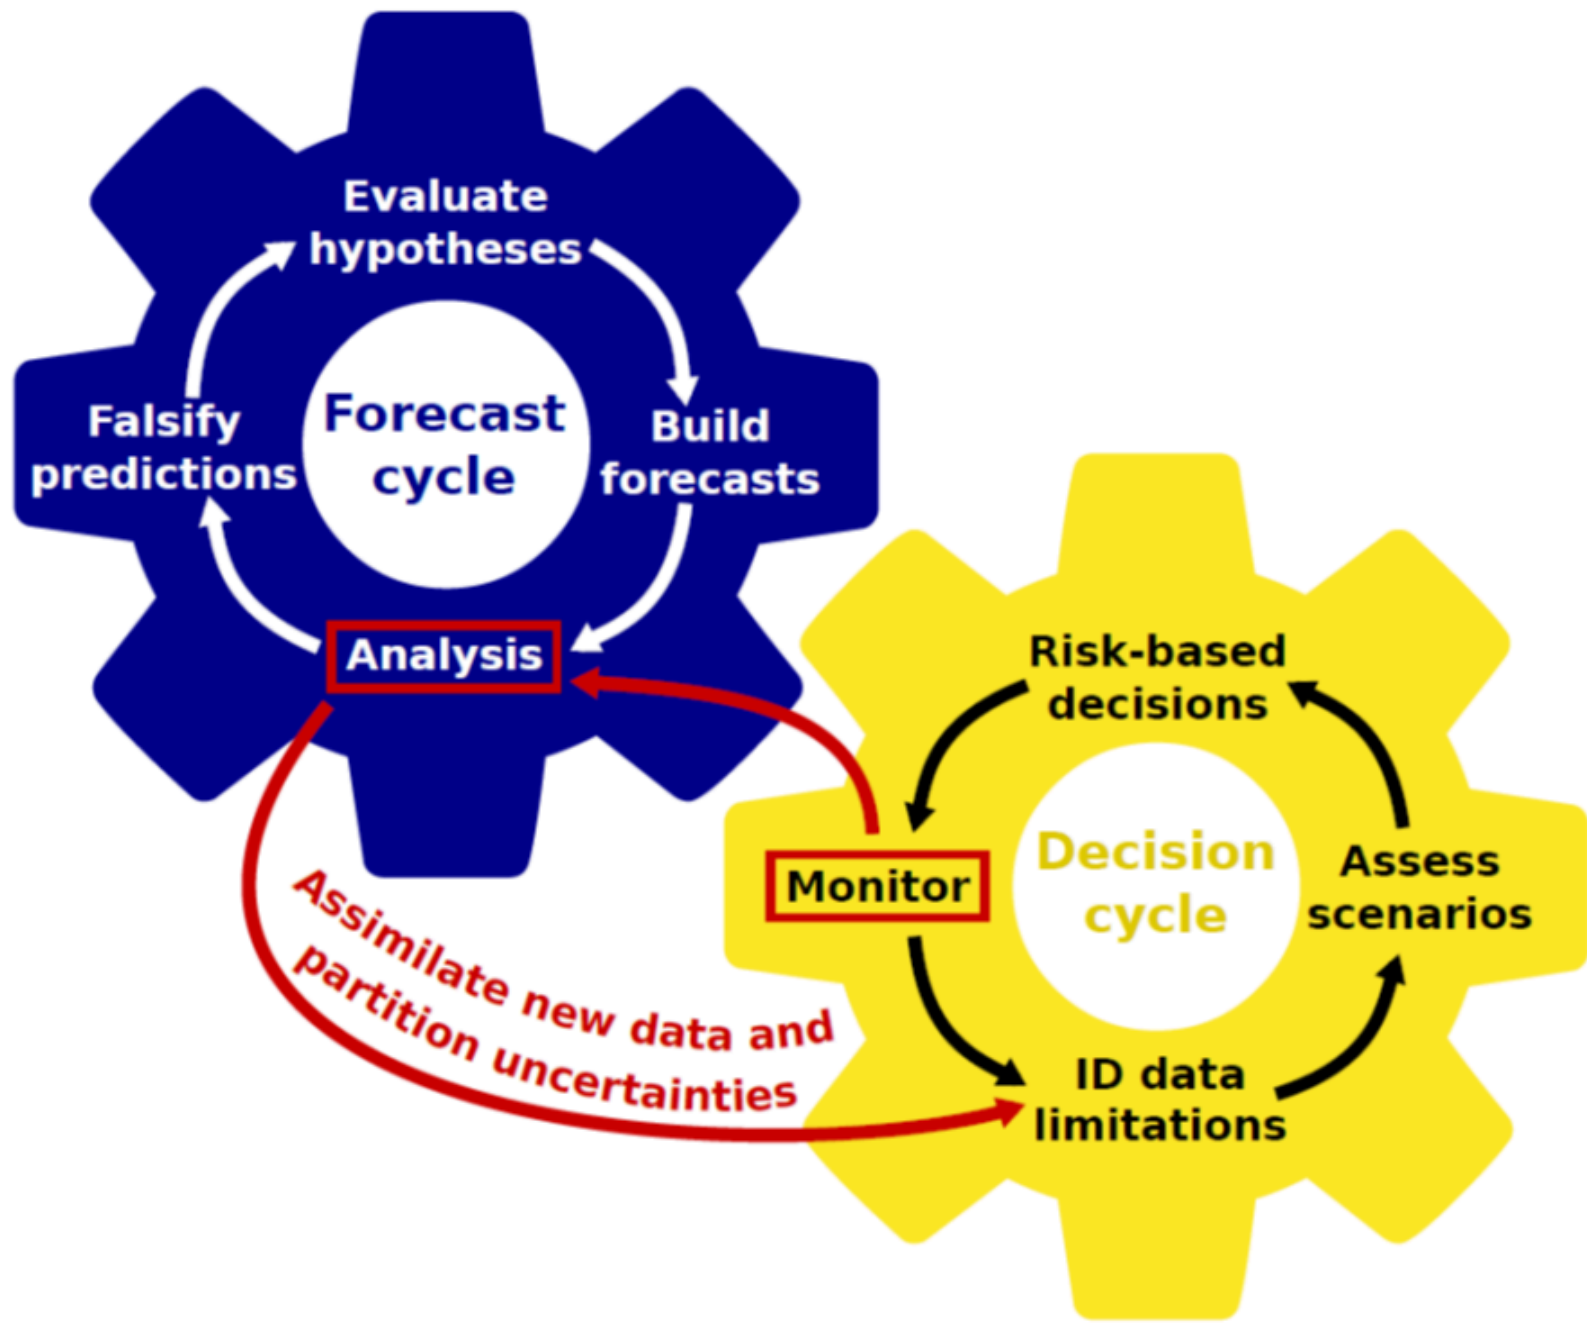 Evaluate
hypotheses
Falsify
predictions
Forecast
cycle
Build
forecasts
Analysis
Risk-based
decisions
Monitor
Decision
cycle
Assess
scenarios
ID data
limitations
Assimilate new data and
partition uncertainties